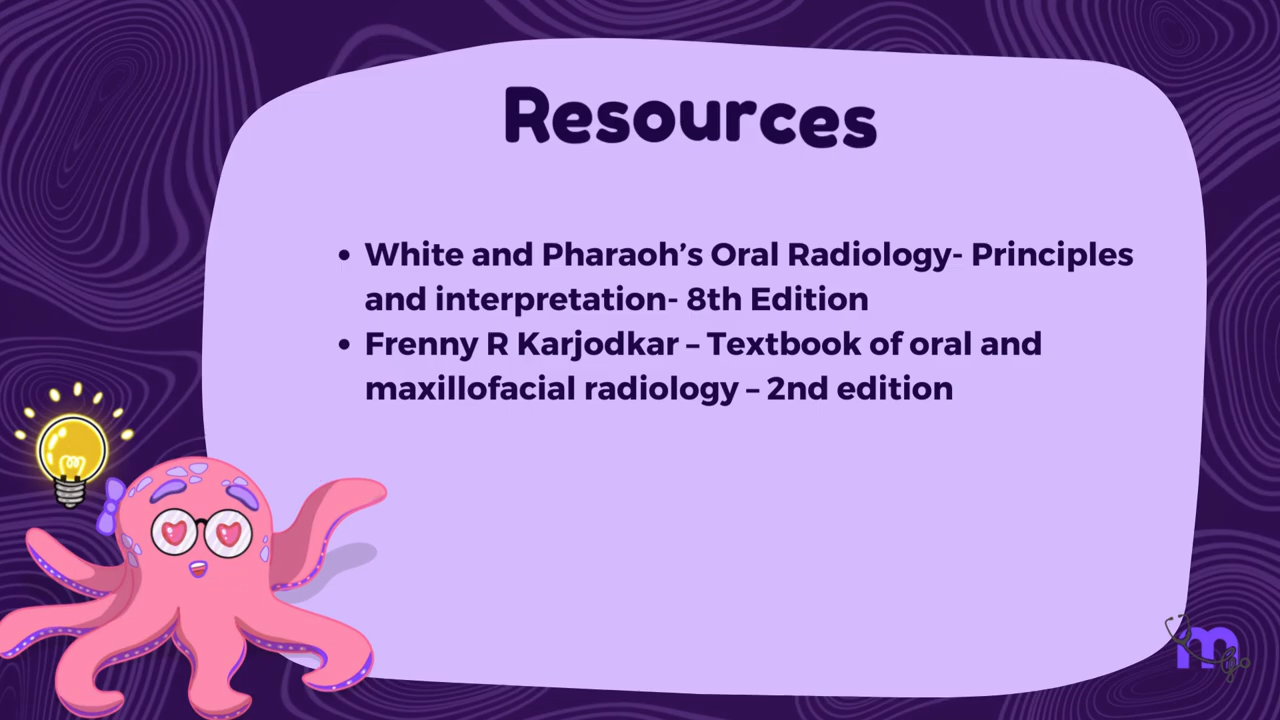 Resources
• White and Pharaoh’s Oral Radiology- Principles
and interpretation- 8th Edition
• Frenny R Karjodkar – Textbook of oral and
maxillofacial radiology – 2nd edition
m
go